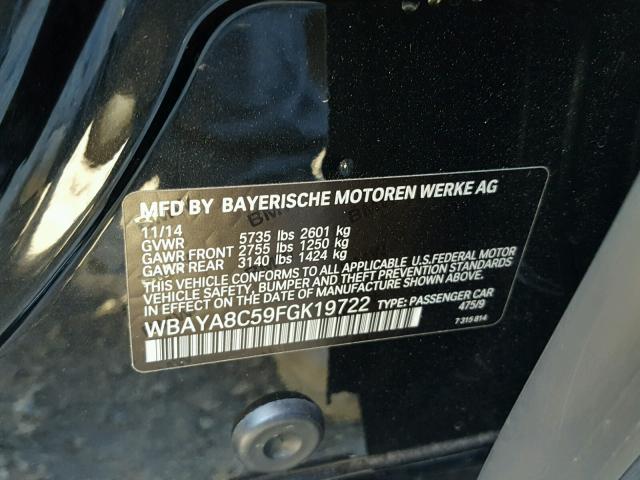 MFD BY BAYERISCHE MOTOREN WERKE AG
11/14
GVWR 5735 lbs 2601 kg
GAWR FRONT 2755 lbs 1250 kg
GAWR REAR 3140 lbs 1424 kg
THIS VEHICLE CONFORMS TO ALL APPLICABLE U.S.FEDERAL MOTOR
VEHICLE SAFETY, BUMPER AND THEFT PREVENTION STANDARDS
IN EFFECT ON THE DATE OF MANUFACTURE SHOWN ABOVE.
WBAYA8C59FGK19722 TYPE: PASSENGER CAR
475/9
7 315 814